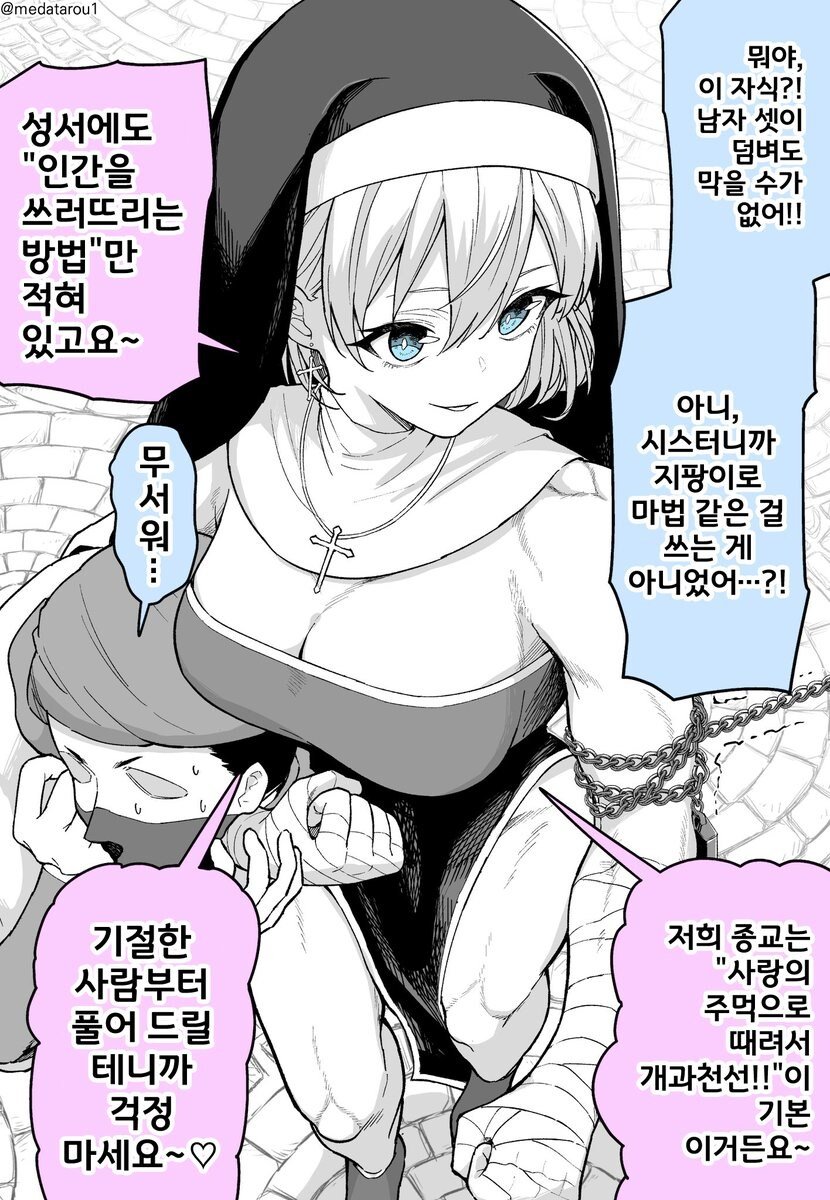 @medatarou1
뭐야,
이 자식?!
남자 셋이
덤벼도
막을 수가
없어!!
아니,
시스터니까
지팡이로
마법 같은 걸
쓰는 게
아니었어…?!
성서에도
"인간을
쓰러뜨리는
방법"만
적혀
있고요~
무서워…
저희 종교는
"사랑의
주먹으로
때려서
개과천선!!"이
기본
이거든요~
기절한
사람부터
풀어 드릴
테니까
걱정
마세요~♡